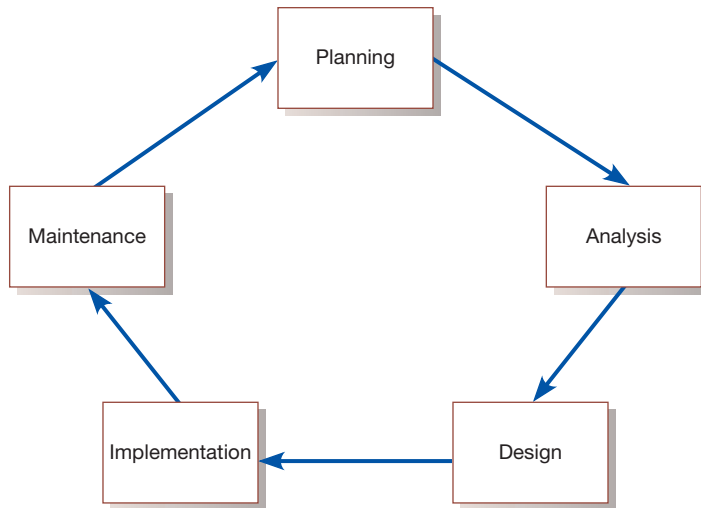 Planning
Analysis
Design
Implementation
Maintenance